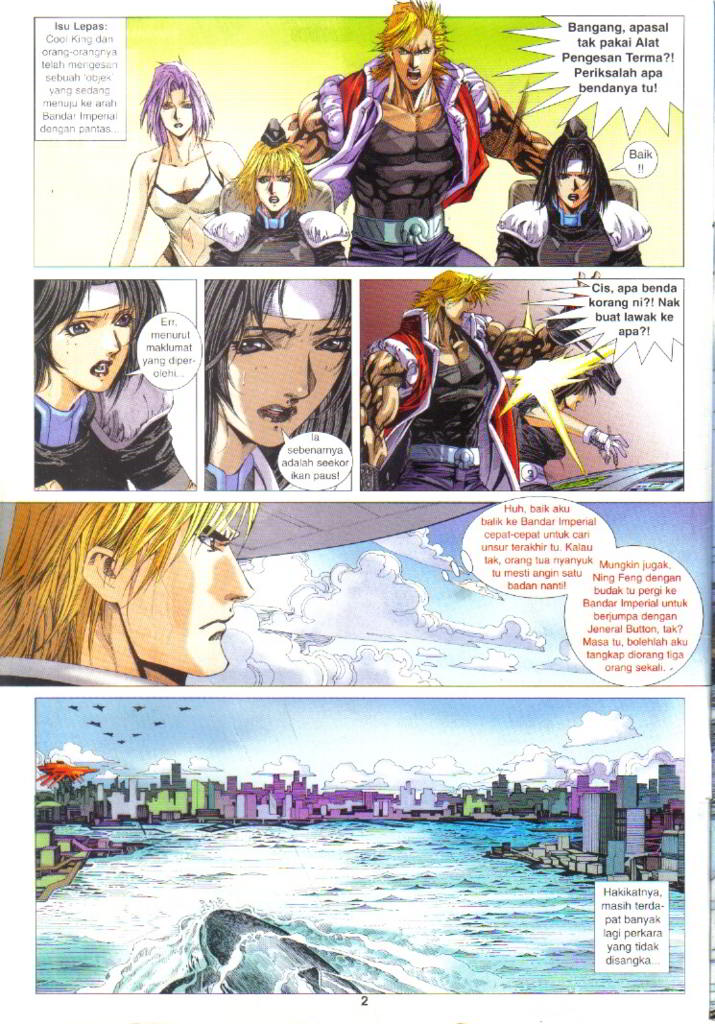 Isu Lepas:
Cool King dan
orang-orangnya
telah mengesan
sebuah 'objek'
yang sedang
menuju ke arah
Bandar Imperial
dengan pantas...
Bangang, apasal
tak pakai Alat
Pengesan Terma?!
Periksalah apa
bendanya tu!
Baik
!!
Err,
menurut
maklumat
yang diper-
olehi...
Ia
sebenarnya
adalah seekor
ikan paus!
Cis, apa benda
korang ni?! Nak
buat lawak ke
apa?!
Huh, baik aku
balik ke Bandar Imperial
cepat-cepat untuk cari
unsur terakhir tu. Kalau
tak, orang tua nyanyuk
tu mesti angin satu
badan nanti!
Mungkin jugak,
Ning Feng dengan
budak tu pergi ke
Bandar Imperial untuk
berjumpa dengan
Jeneral Button, tak?
Masa tu, bolehlah aku
tangkap diorang tiga
orang sekali.
Hakikatnya,
masih terda-
pat banyak
lagi perkara
yang tidak
disangka...
2